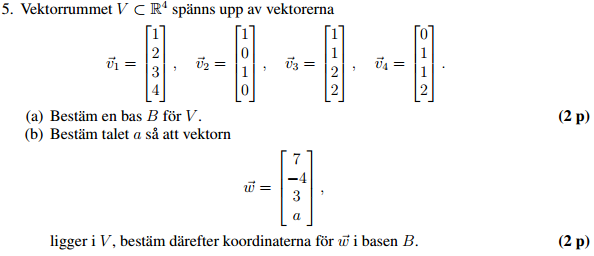 5. Vektorrummet $V \subset \mathbb{R}^4$ spänns upp av vektorerna
$\vec{v}_1 = \begin{bmatrix} 1 \\ 2 \\ 3 \\ 4 \end{bmatrix}, \quad \vec{v}_2 = \begin{bmatrix} 1 \\ 0 \\ 1 \\ 0 \end{bmatrix}, \quad \vec{v}_3 = \begin{bmatrix} 1 \\ 1 \\ 2 \\ 2 \end{bmatrix}, \quad \vec{v}_4 = \begin{bmatrix} 0 \\ 1 \\ 1 \\ 2 \end{bmatrix}.$
(a) Bestäm en bas $B$ för $V$. (2 p)
(b) Bestäm talet $a$ så att vektorn
$\vec{w} = \begin{bmatrix} 7 \\ -4 \\ 3 \\ a \end{bmatrix},$
ligger i $V$, bestäm därefter koordinaterna för $\vec{w}$ i basen $B$. (2 p)